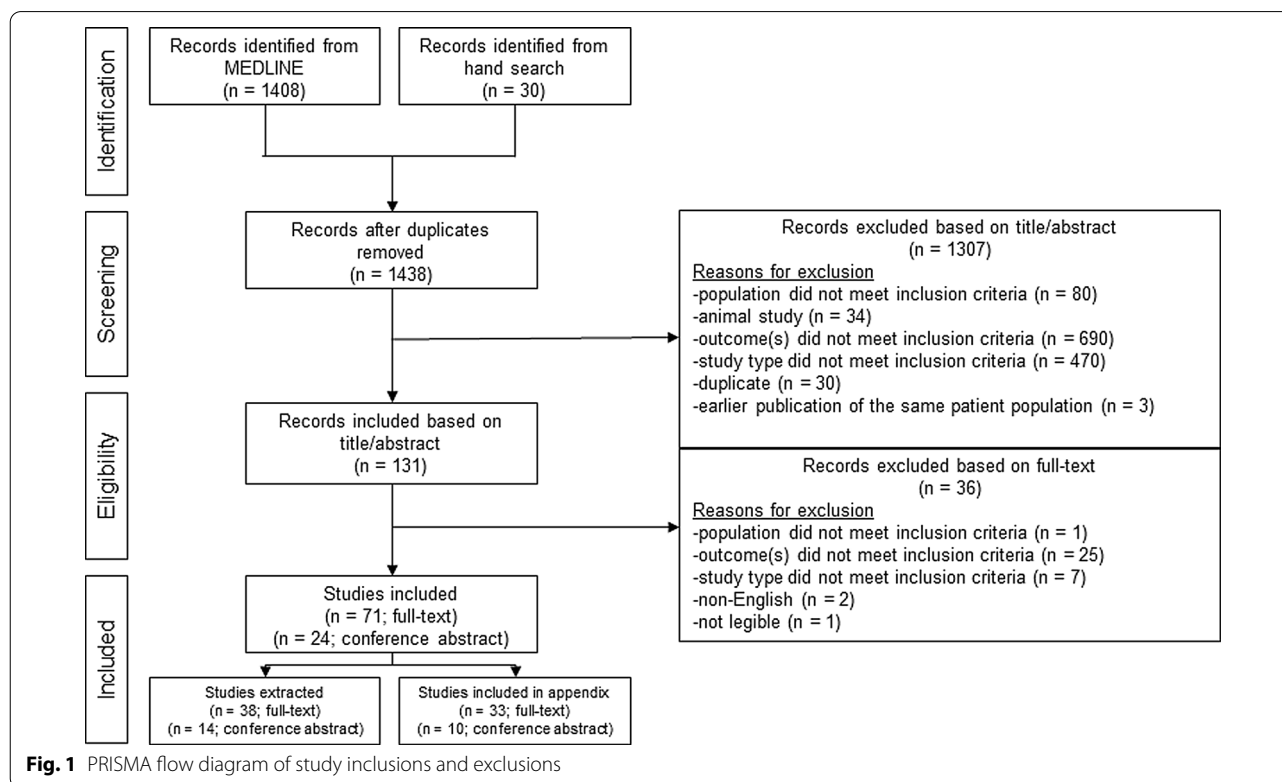 Identification
Records identified from
MEDLINE
(n = 1408)
Records identified from
hand search
(n = 30)
Screening
Records after duplicates
removed
(n = 1438)
Records excluded based on title/abstract
(n = 1307)
Reasons for exclusion
-population did not meet inclusion criteria (n = 80)
-animal study (n = 34)
-outcome(s) did not meet inclusion criteria (n = 690)
-study type did not meet inclusion criteria (n = 470)
-duplicate (n = 30)
-earlier publication of the same patient population (n = 3)
Eligibility
Records included based on
title/abstract
(n = 131)
Records excluded based on full-text
(n = 36)
Reasons for exclusion
-population did not meet inclusion criteria (n = 1)
-outcome(s) did not meet inclusion criteria (n = 25)
-study type did not meet inclusion criteria (n = 7)
-non-English (n = 2)
-not legible (n = 1)
Included
Studies included
(n = 71; full-text)
(n = 24; conference abstract)
Studies extracted
(n = 38; full-text)
(n = 14; conference abstract)
Studies included in appendix
(n = 33; full-text)
(n = 10; conference abstract)
Fig. 1 PRISMA flow diagram of study inclusions and exclusions